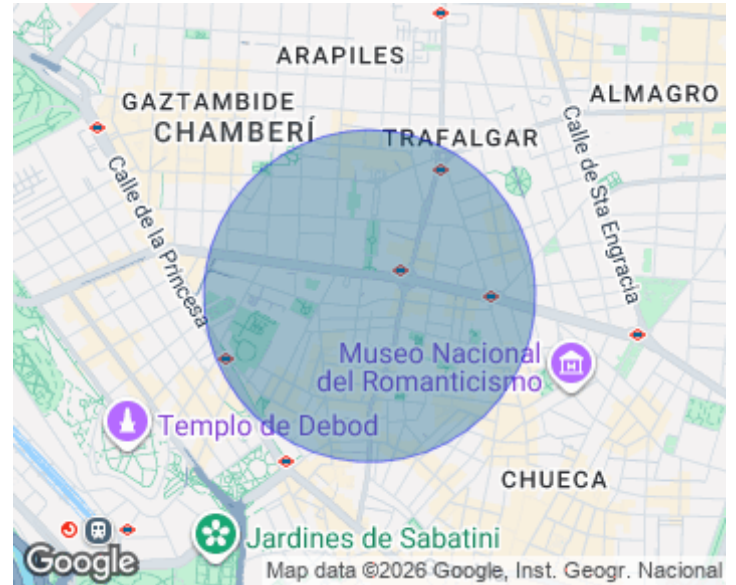 ARAPILES
GAZTAMBIDE
ALMAGRO
CHAMBERÍ
TRAFALGAR
Calle de Sta Engracia
Calle de la Princesa
Museo Nacional
del Romanticismo
Templo de Debod
CHUECA
Jardines de Sabatini
Google
Map data ©2026 Google, Inst. Geogr. Nacional